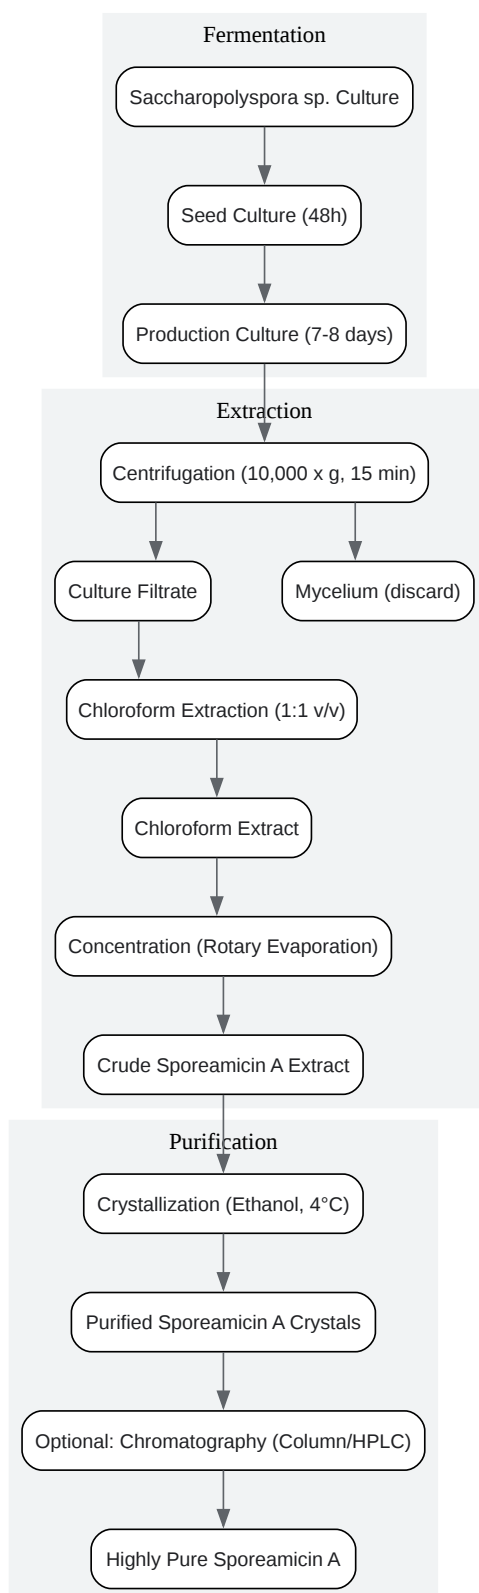 Fermentation
Saccharopolyspora sp. Culture
Seed Culture (48h)
Production Culture (7-8 days)
Extraction
Centrifugation (10,000 x g, 15 min)
Culture Filtrate
Mycelium (discard)
Chloroform Extraction (1:1 v/v)
Chloroform Extract
Concentration (Rotary Evaporation)
Crude Sporeamicin A Extract
Purification
Crystallization (Ethanol, 4°C)
Purified Sporeamicin A Crystals
Optional: Chromatography (Column/HPLC)
Highly Pure Sporeamicin A